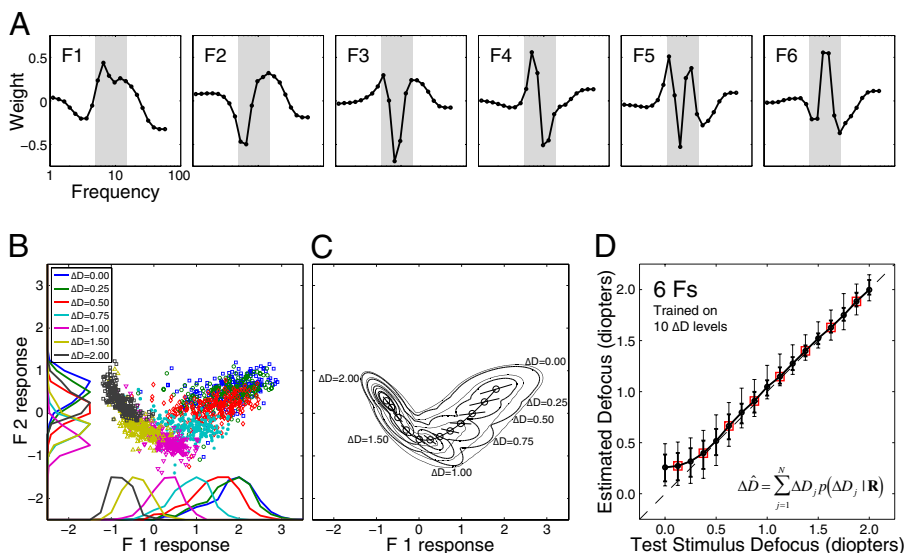 A
F1
F2
F3
F4
F5
F6
Weight
0.5
0
−0.5
1
10
100
Frequency
B
ΔD=0.00
ΔD=0.25
ΔD=0.50
ΔD=0.75
ΔD=1.00
ΔD=1.50
ΔD=2.00
F 2 response
3
2
1
0
−1
−2
−2
−1
0
1
2
3
F 1 response
C
ΔD=2.00
ΔD=0.00
ΔD=0.25
ΔD=0.50
ΔD=0.75
ΔD=1.50
ΔD=1.00
−2
−1
0
1
2
3
F 1 response
D
6 Fs
Trained on
10 ΔD levels
Estimated Defocus (diopters)
2.0
1.5
1.0
0.5
0.0
ΔD̂ = ∑ᴺⱼ₌₁ ΔDⱼ p(ΔDⱼ | R)
0.0
0.5
1.0
1.5
2.0
Test Stimulus Defocus (diopters)